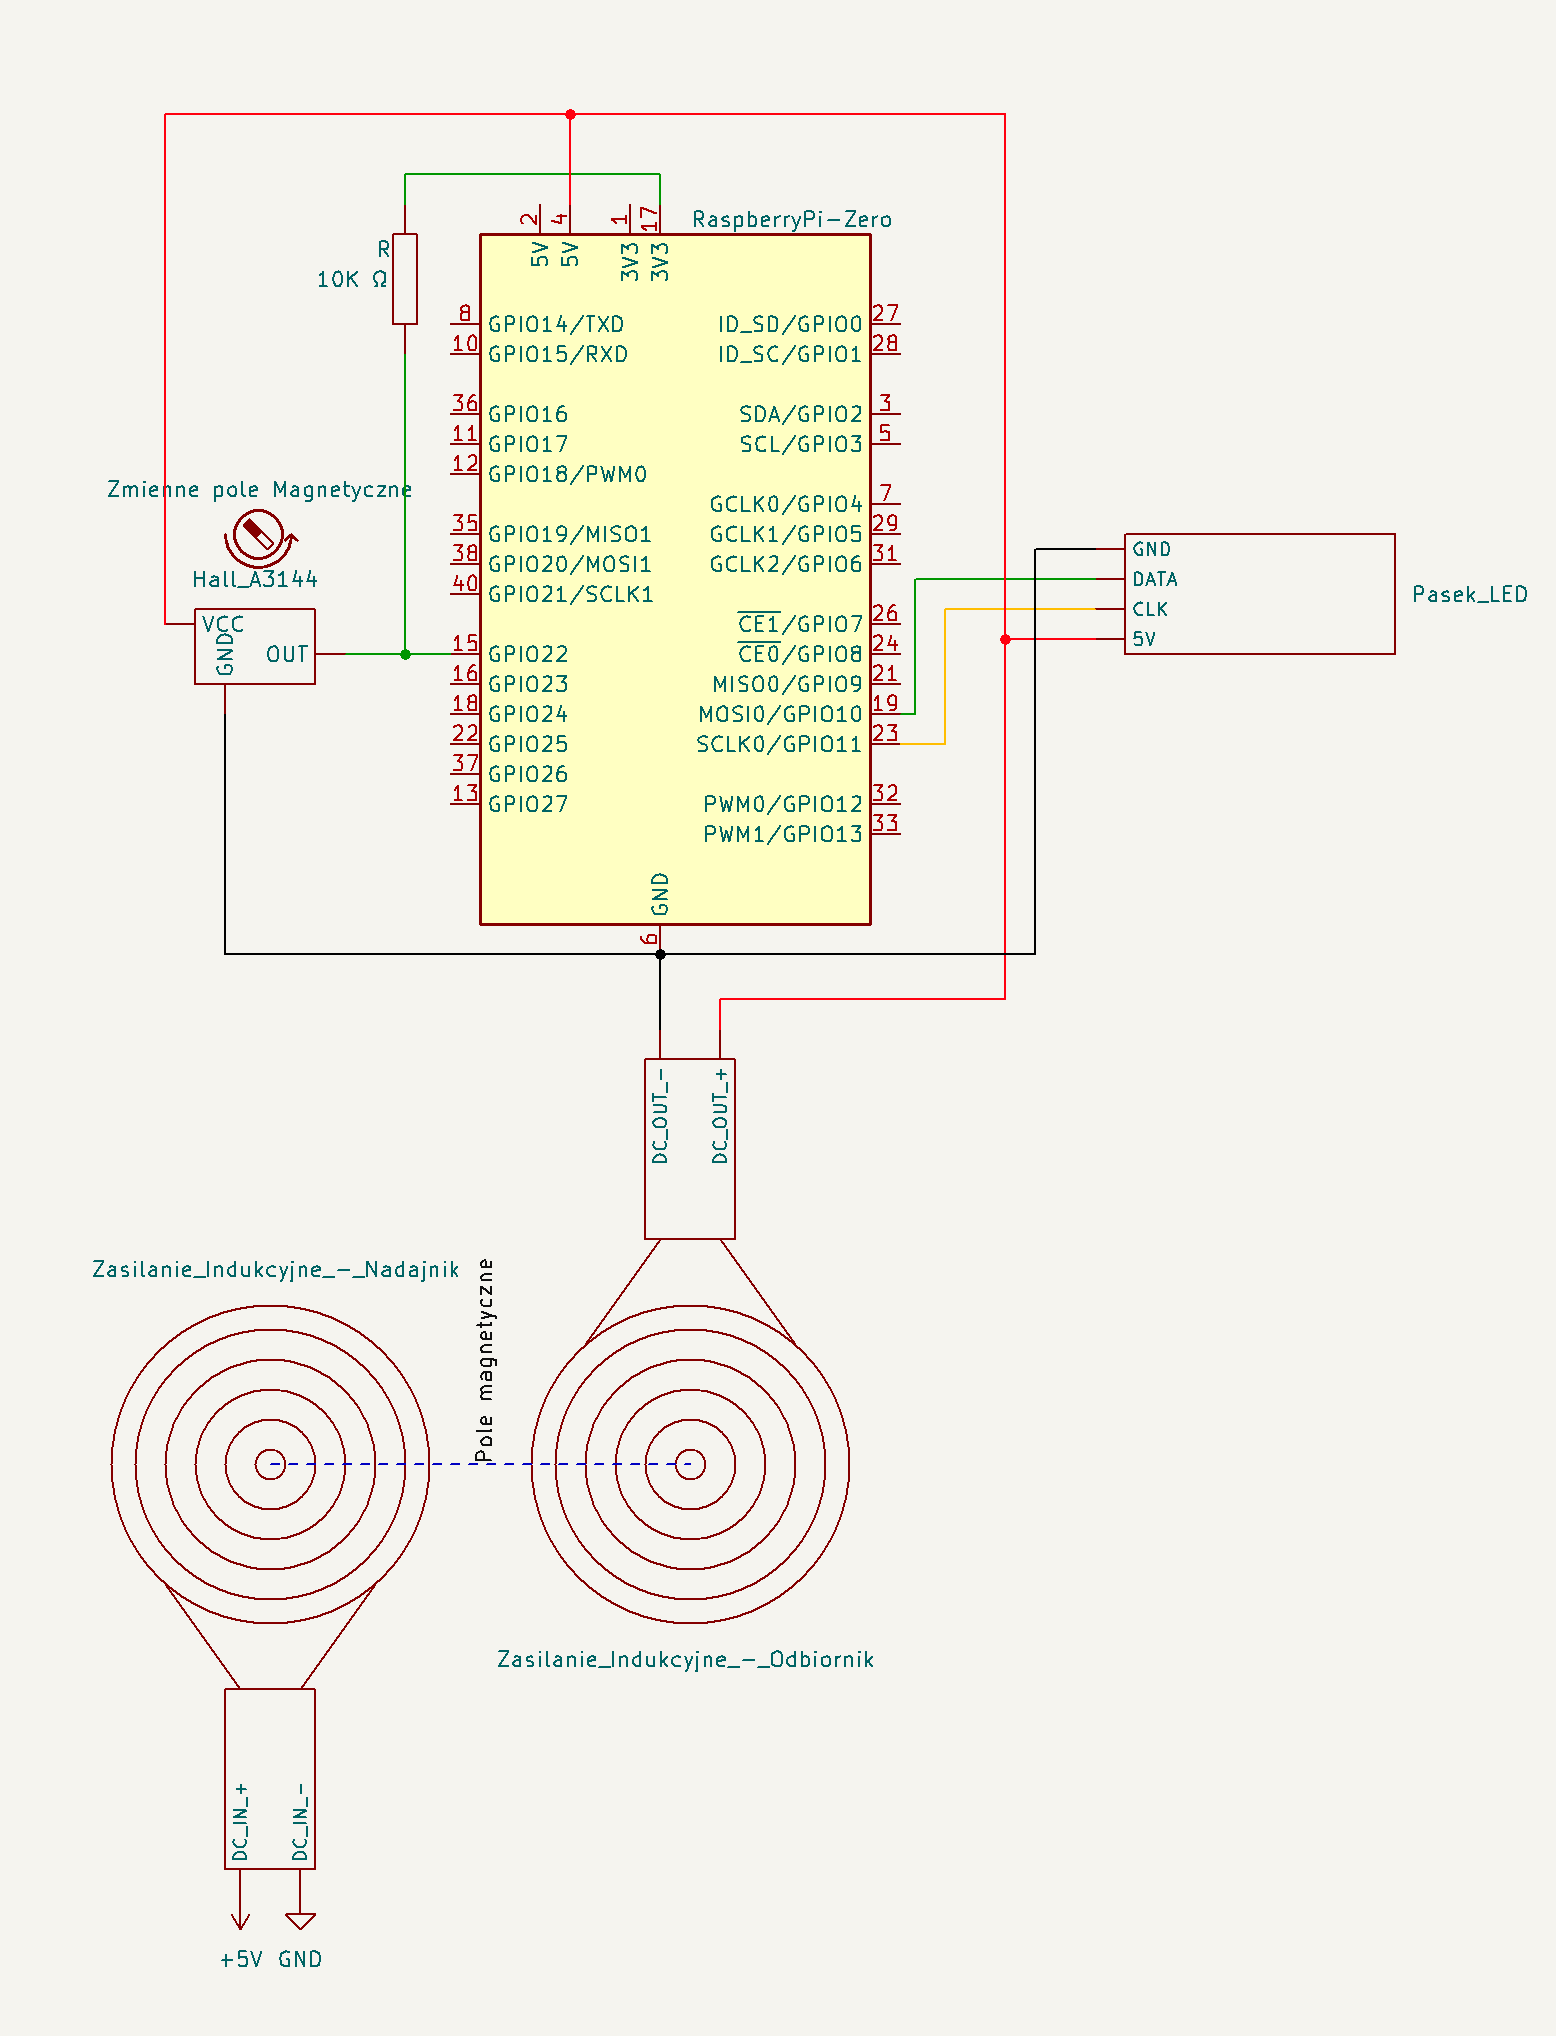 RaspberryPi-Zero
2
4
1
17
5V
5V
3V3
3V3
R
10K Ω
8
GPIO14/TXD
10
GPIO15/RXD
36
GPIO16
11
GPIO17
12
GPIO18/PWM0
35
GPIO19/MISO1
38
GPIO20/MOSI1
40
GPIO21/SCLK1
15
GPIO22
16
GPIO23
18
GPIO24
22
GPIO25
37
GPIO26
13
GPIO27
27
ID_SD/GPIO0
28
ID_SC/GPIO1
3
SDA/GPIO2
5
SCL/GPIO3
7
GCLK0/GPIO4
29
GCLK1/GPIO5
31
GCLK2/GPIO6
26
CE1/GPIO7
24
CE0/GPIO8
21
MISO0/GPIO9
19
MOSI0/GPIO10
23
SCLK0/GPIO11
32
PWM0/GPIO12
33
PWM1/GPIO13
GND
6
Zmienne pole Magnetyczne
Hall_A3144
VCC
GND
OUT
GND
DATA
CLK
5V
Pasek_LED
DC_OUT_-
DC_OUT_+
Zasilanie_Indukcyjne_-_Nadajnik
Pole magnetyczne
Zasilanie_Indukcyjne_-_Odbiornik
DC_IN_+
DC_IN_-
+5V
GND